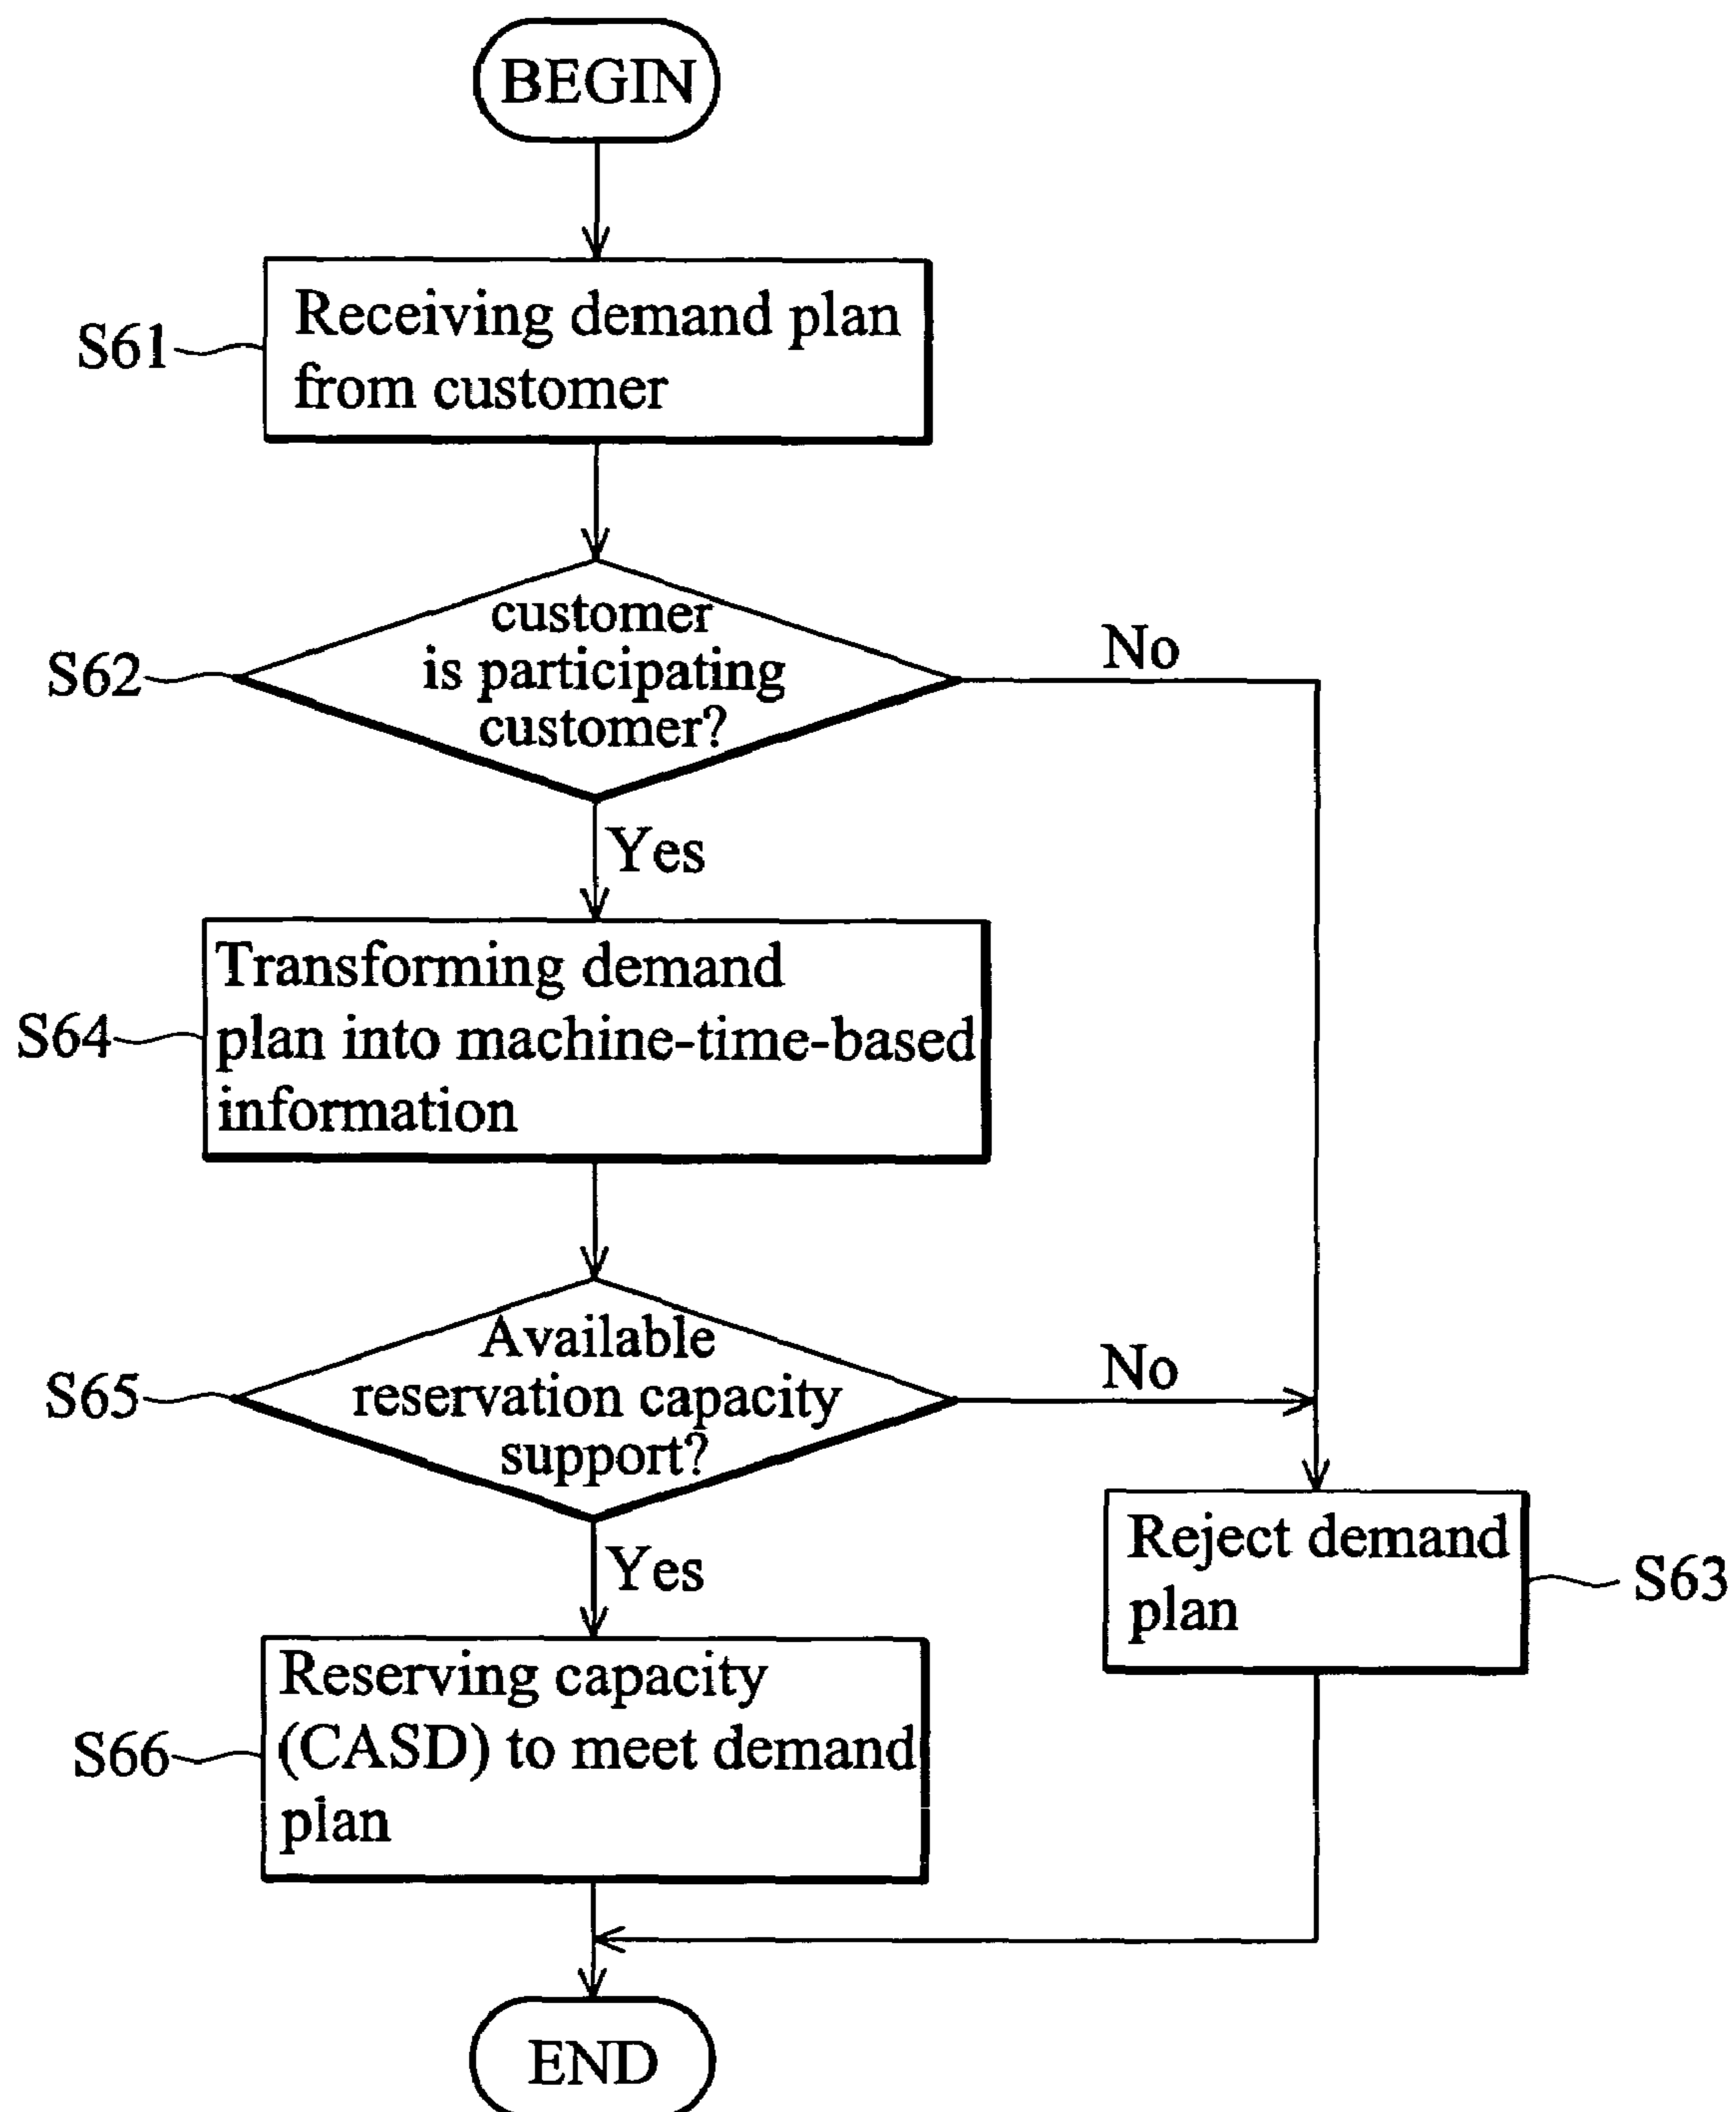 BEGIN
S61
Receiving demand plan
from customer
S62
customer
is participating
customer?
No
Yes
S64
Transforming demand
plan into machine-time-based
information
S65
Available
reservation capacity
support?
No
Yes
Reject demand
plan
S63
S66
Reserving capacity
(CASD) to meet demand
plan
END